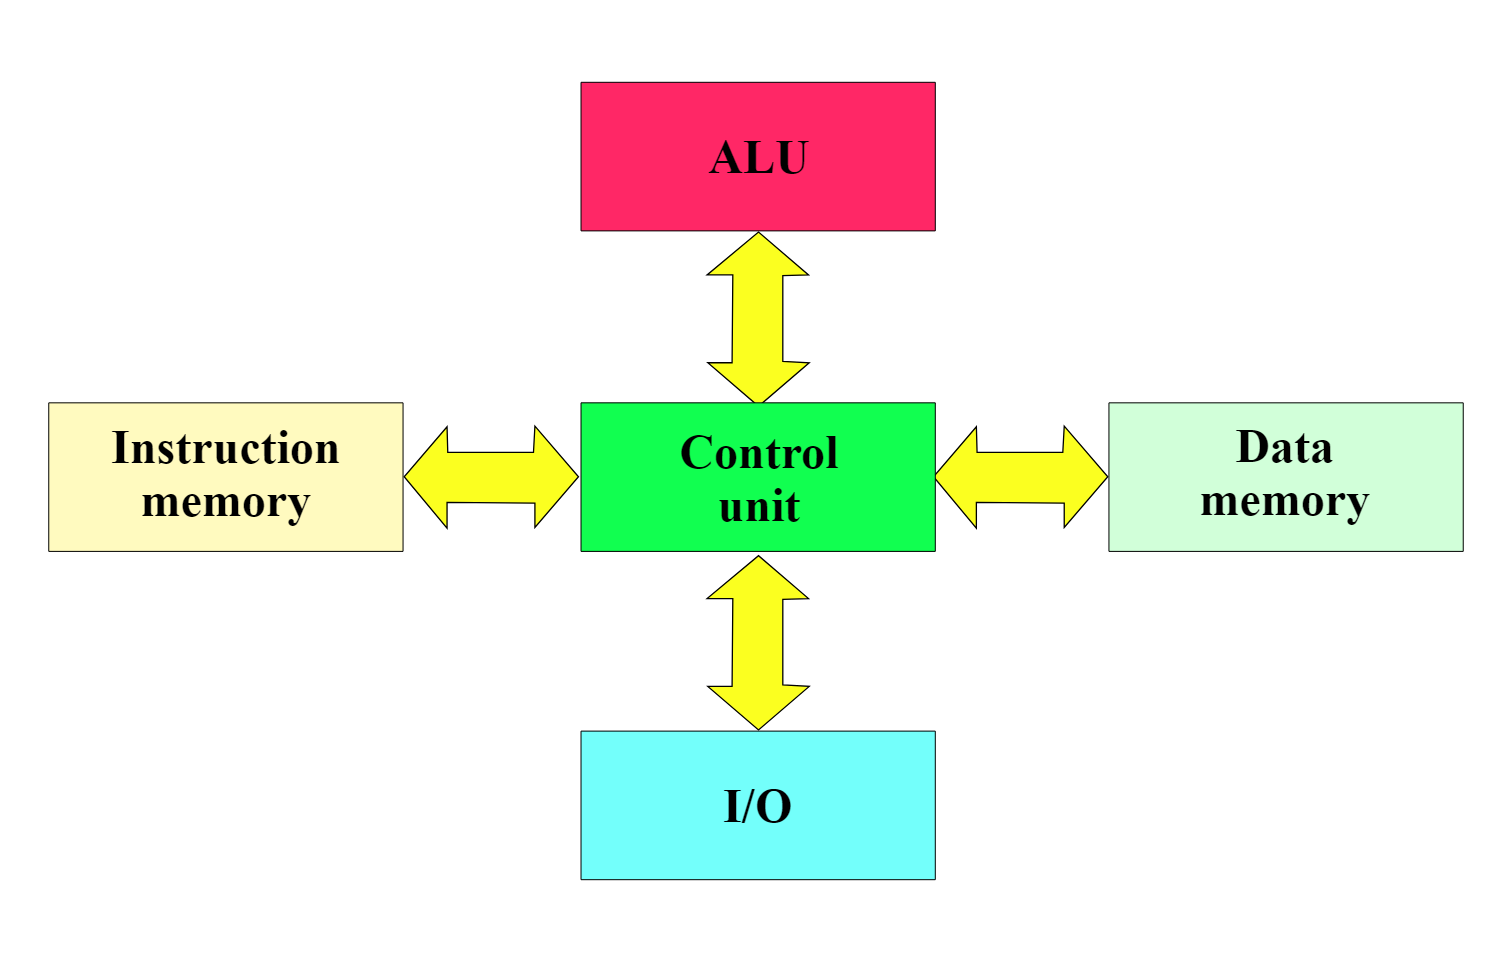 ALU
Instruction
memory
Control
unit
Data
memory
I/O